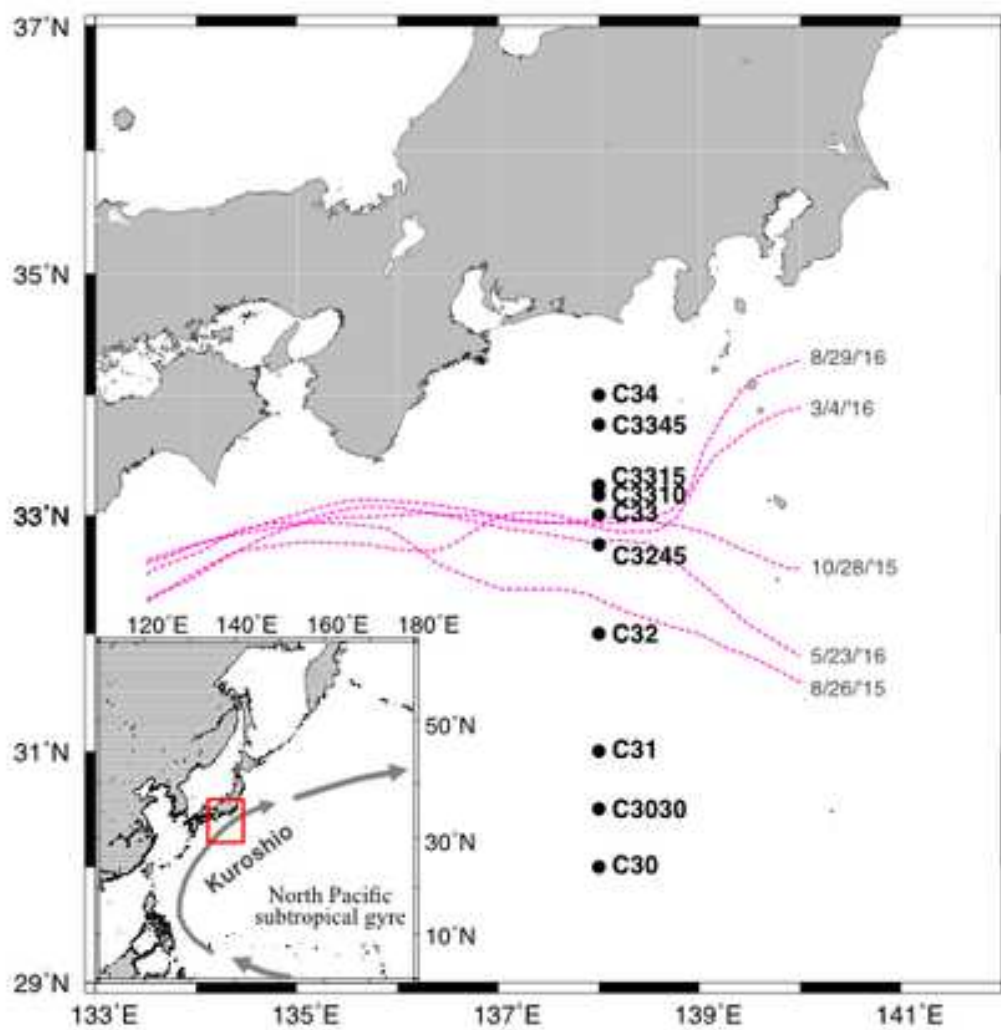 37˚N
35˚N
8/29/'16
C34
3/4/'16
C3345
C3315
C3310
33˚N
C33
C3245
10/28/'15
120˚E
140˚E
160˚E
180˚E
C32
5/23/'16
8/26/'15
50˚N
31˚N
C31
C3030
30˚N
Kuroshio
C30
North Pacific
subtropical gyre
10˚N
29˚N
133˚E
135˚E
137˚E
139˚E
141˚E